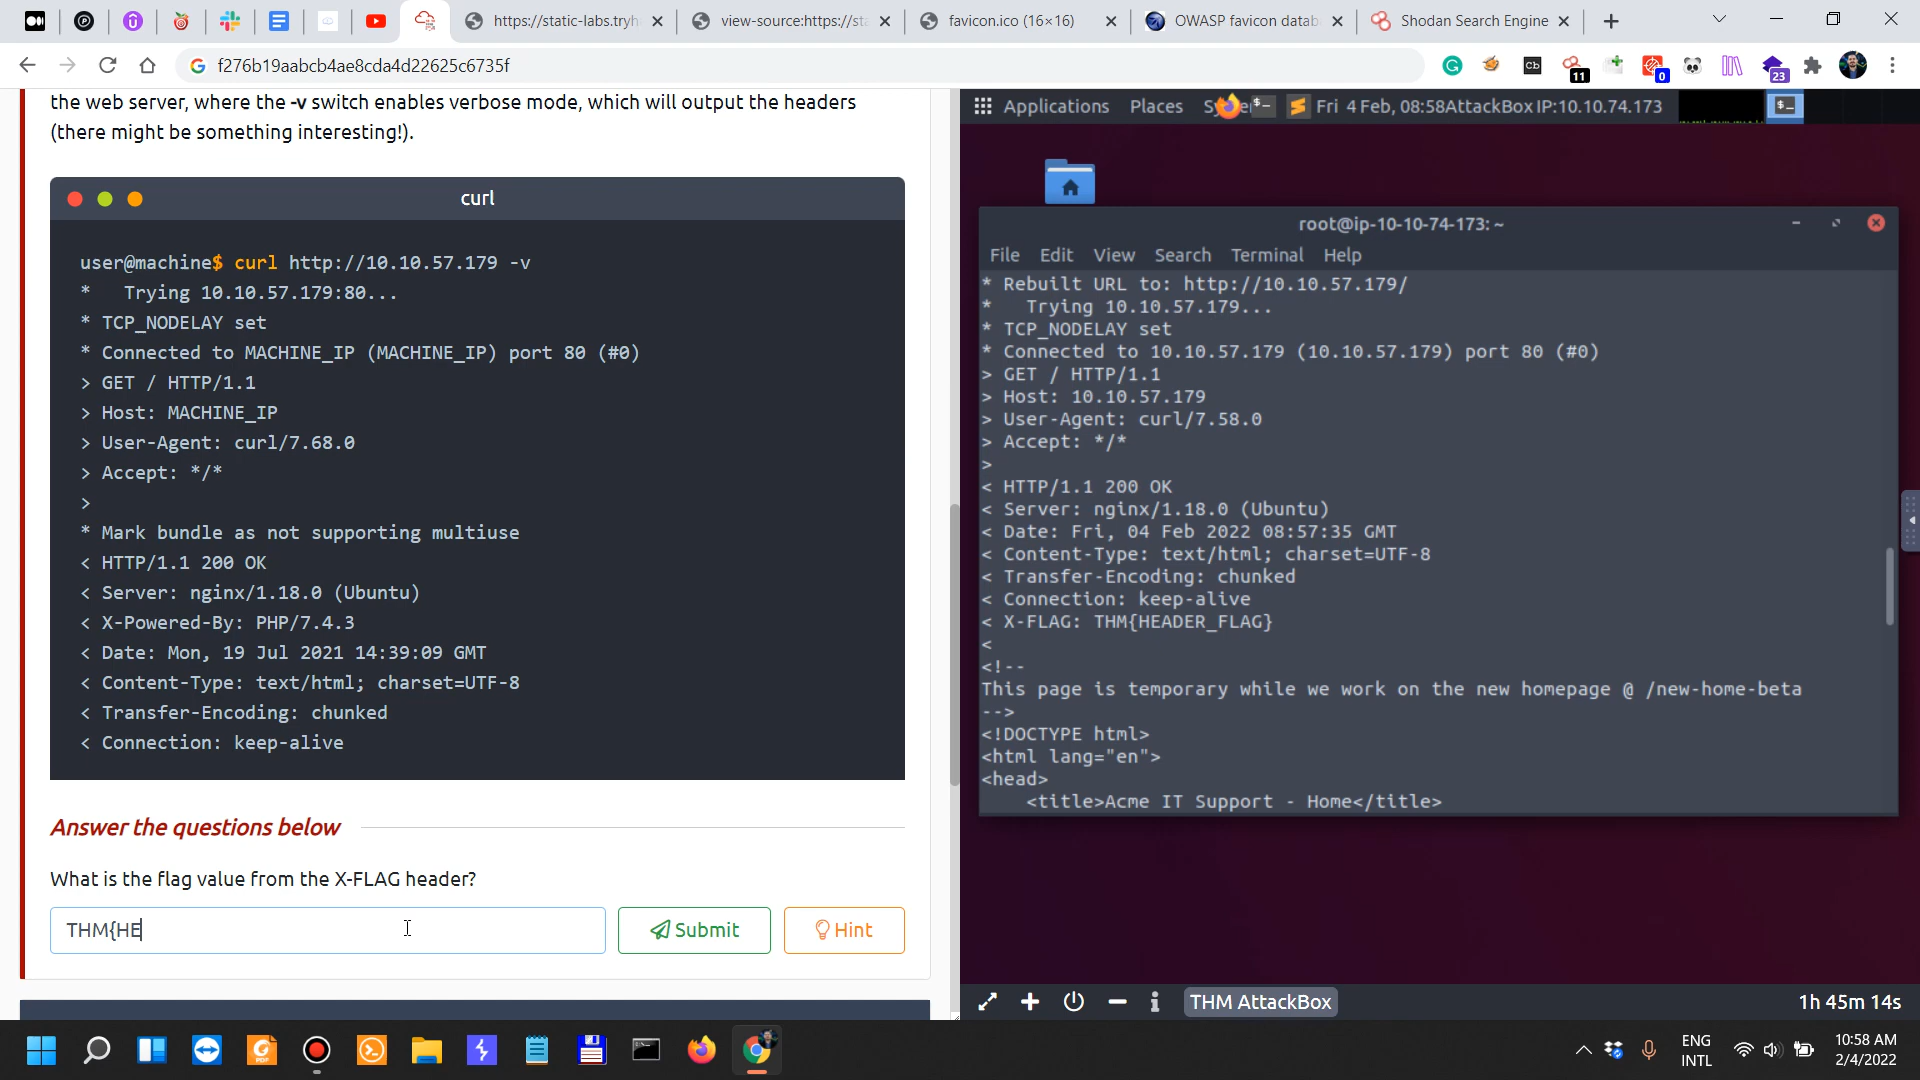 https://static-labs.tryh
view-source:https://sta
favicon.ico (16×16)
OWASP favicon datab
Shodan Search Engine
f276b19aabcb4ae8cda4d22625c6735f
11
0
23
the web server, where the -v switch enables verbose mode, which will output the headers
(there might be something interesting!).
curl
user@machine$ curl http://10.10.57.179 -v
*   Trying 10.10.57.179:80...
* TCP_NODELAY set
* Connected to MACHINE_IP (MACHINE_IP) port 80 (#0)
> GET / HTTP/1.1
> Host: MACHINE_IP
> User-Agent: curl/7.68.0
> Accept: */*
>
* Mark bundle as not supporting multiuse
< HTTP/1.1 200 OK
< Server: nginx/1.18.0 (Ubuntu)
< X-Powered-By: PHP/7.4.3
< Date: Mon, 19 Jul 2021 14:39:09 GMT
< Content-Type: text/html; charset=UTF-8
< Transfer-Encoding: chunked
< Connection: keep-alive
Answer the questions below
What is the flag value from the X-FLAG header?
THM{HE
Submit
Hint
Applications Places Fri 4 Feb, 08:58 AttackBox IP:10.10.74.173
root@ip-10-10-74-173: ~
File Edit View Search Terminal Help
* Rebuilt URL to: http://10.10.57.179/
*   Trying 10.10.57.179...
* TCP_NODELAY set
* Connected to 10.10.57.179 (10.10.57.179) port 80 (#0)
> GET / HTTP/1.1
> Host: 10.10.57.179
> User-Agent: curl/7.58.0
> Accept: */*
>
< HTTP/1.1 200 OK
< Server: nginx/1.18.0 (Ubuntu)
< Date: Fri, 04 Feb 2022 08:57:35 GMT
< Content-Type: text/html; charset=UTF-8
< Transfer-Encoding: chunked
< Connection: keep-alive
< X-FLAG: THM{HEADER_FLAG}
<
<!--
This page is temporary while we work on the new homepage @ /new-home-beta
-->
<!DOCTYPE html>
<html lang="en">
<head>
    <title>Acme IT Support - Home</title>
THM AttackBox
1h 45m 14s
ENG
INTL
10:58 AM
2/4/2022